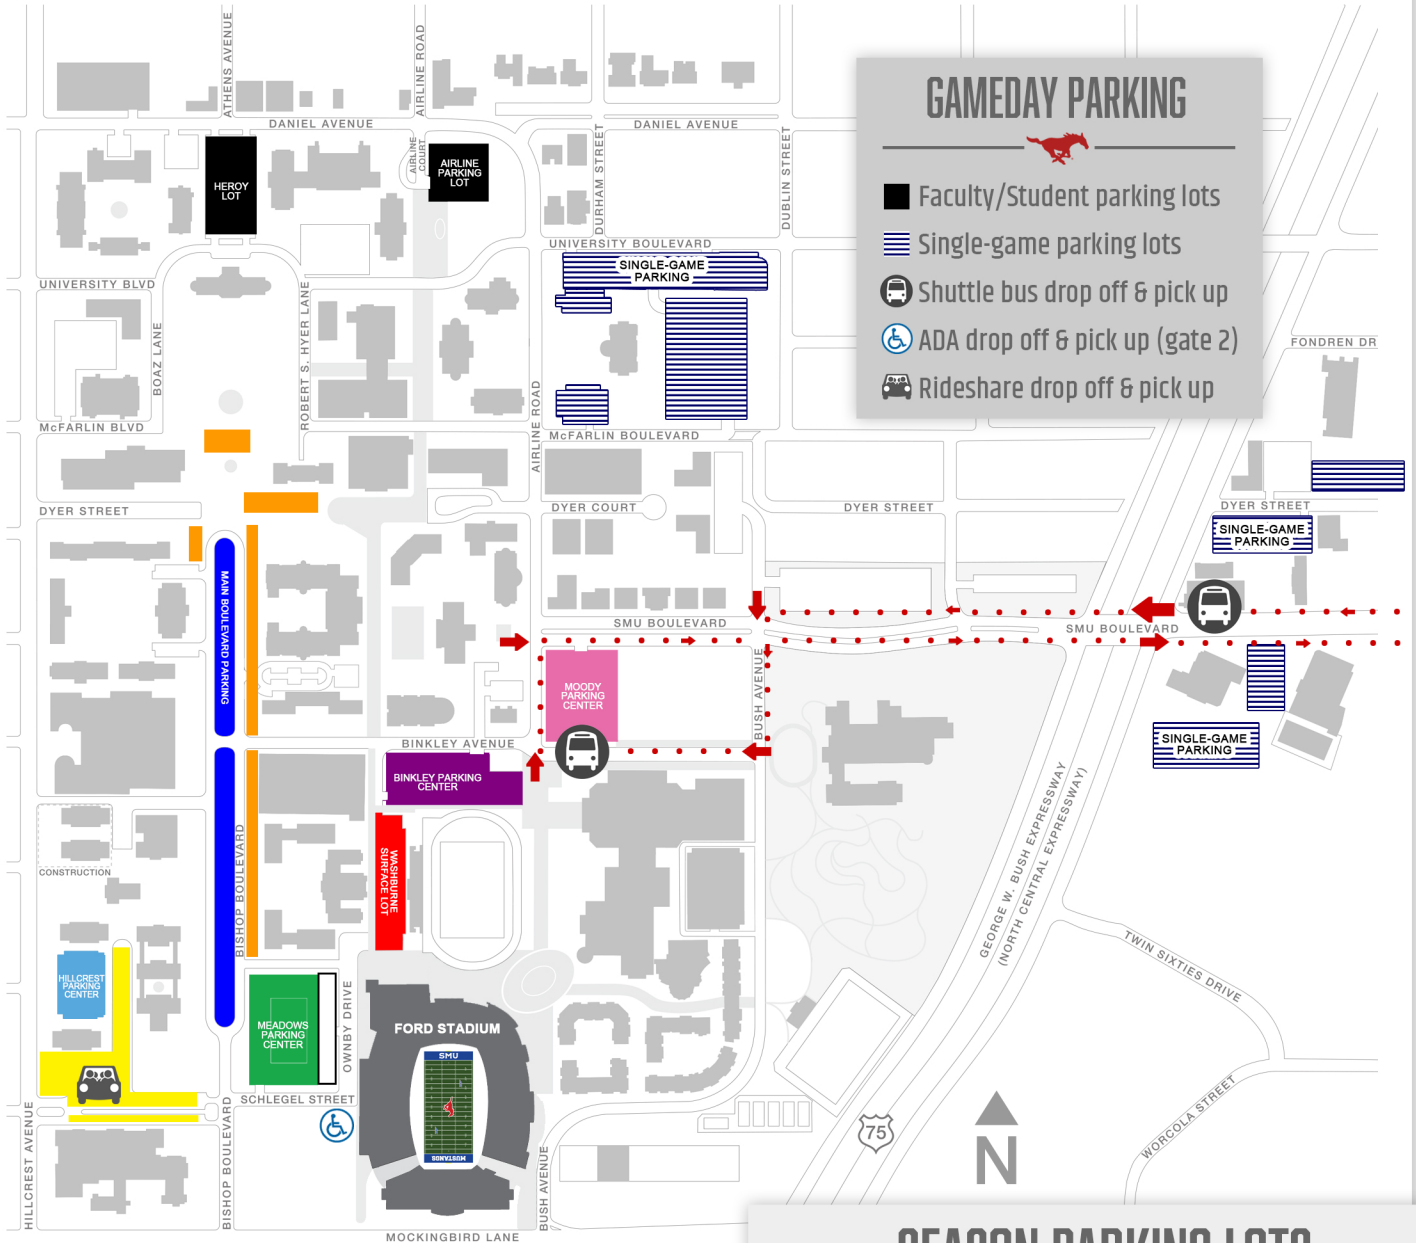 ATHENS AVENUE
AIRLINE ROAD
DANIEL AVENUE
DANIEL AVENUE
AIRLINE
COURT
HEROY
LOT
AIRLINE
PARKING
LOT
DURHAM STREET
DUBLIN STREET
GAMEDAY PARKING
Faculty/Student parking lots
Single-game parking lots
Shuttle bus drop off & pick up
ADA drop off & pick up (gate 2)
Rideshare drop off & pick up
UNIVERSITY BOULEVARD
SINGLE-GAME
PARKING
UNIVERSITY BLVD
BOAZ LANE
ROBERT S. HYER LANE
FONDREN DR
AIRLINE ROAD
McFARLIN BLVD
McFARLIN BOULEVARD
DYER STREET
DYER COURT
DYER STREET
DYER STREET
SINGLE-GAME
PARKING
MAIN BOULEVARD PARKING
SMU BOULEVARD
SMU BOULEVARD
MOODY
PARKING
CENTER
BUSH AVENUE
BINKLEY AVENUE
SINGLE-GAME
PARKING
BINKLEY PARKING
CENTER
GEORGE W. BUSH EXPRESSWAY
(NORTH CENTRAL EXPRESSWAY)
WASHBURNE
SURFACE LOT
BISHOP BOULEVARD
CONSTRUCTION
TWIN SIXTIES DRIVE
HILLCREST
PARKING
CENTER
MEADOWS
PARKING
CENTER
OWNBY DRIVE
FORD STADIUM
SMU
MUSTANGS
SCHLEGEL STREET
HILLCREST AVENUE
BISHOP BOULEVARD
BUSH AVENUE
75
N
WORCOLA STREET
MOCKINGBIRD LANE
SEASON PARKING LOTS